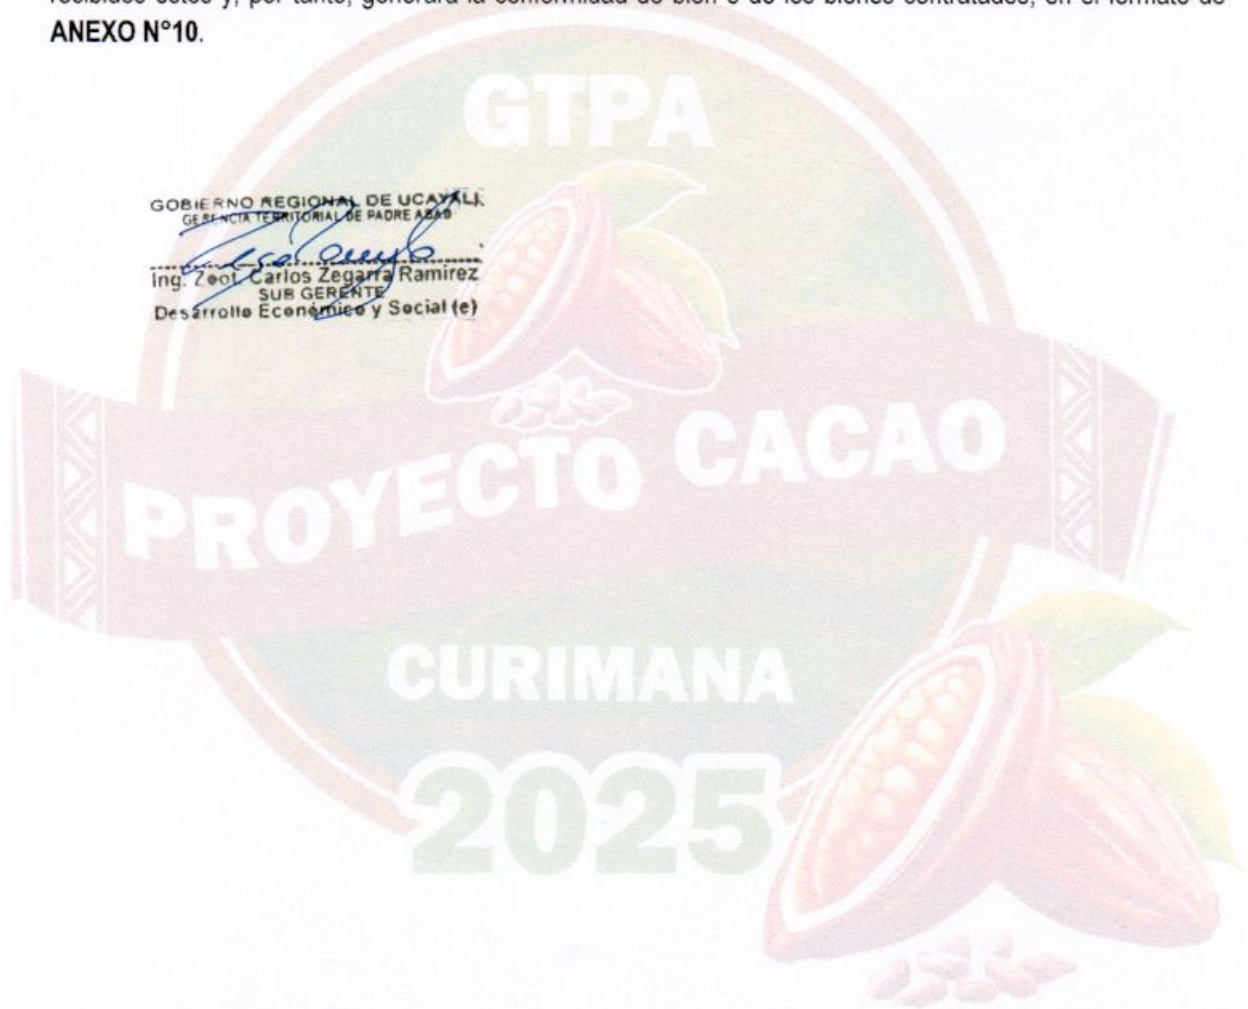 recibidos estos y, por tanto, generará la conformidad de bien o de los bienes contratados, en el formato de
ANEXO N°10.
GTPA
GOBIERNO REGIONAL DE UCAYALI
GERENCIA TERRITORIAL DE PADRE ABAD
Ing. Zoot. Carlos Zegarra Ramirez
SUB GERENTE
Desarrollo Económico y Social (e)
PROYECTO CACAO
CURIMANA
2025